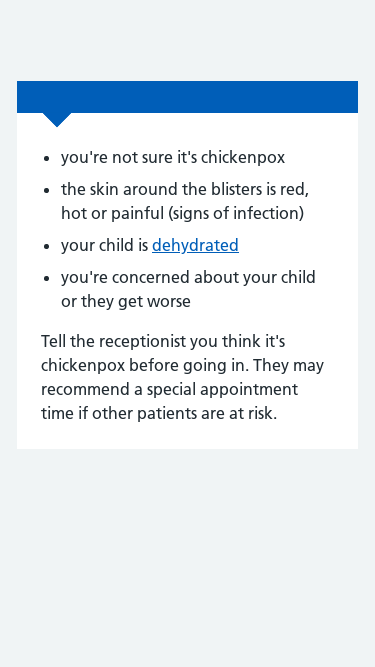 you're not sure it's chickenpox
the skin around the blisters is red,
hot or painful (signs of infection)
your child is dehydrated
you're concerned about your child
or they get worse
Tell the receptionist you think it's
chickenpox before going in. They may
recommend a special appointment
time if other patients are at risk.